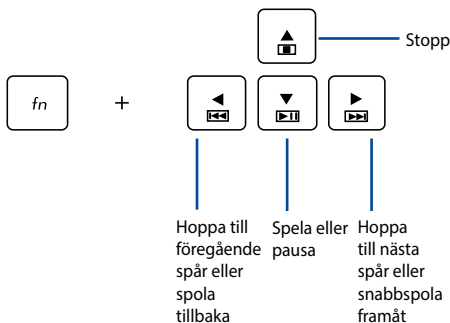 Stopp
fn
+
Hoppa till
föregående
spår eller
spola
tillbaka
Spela eller
pausa
Hoppa
till nästa
spår eller
snabbspola
framåt